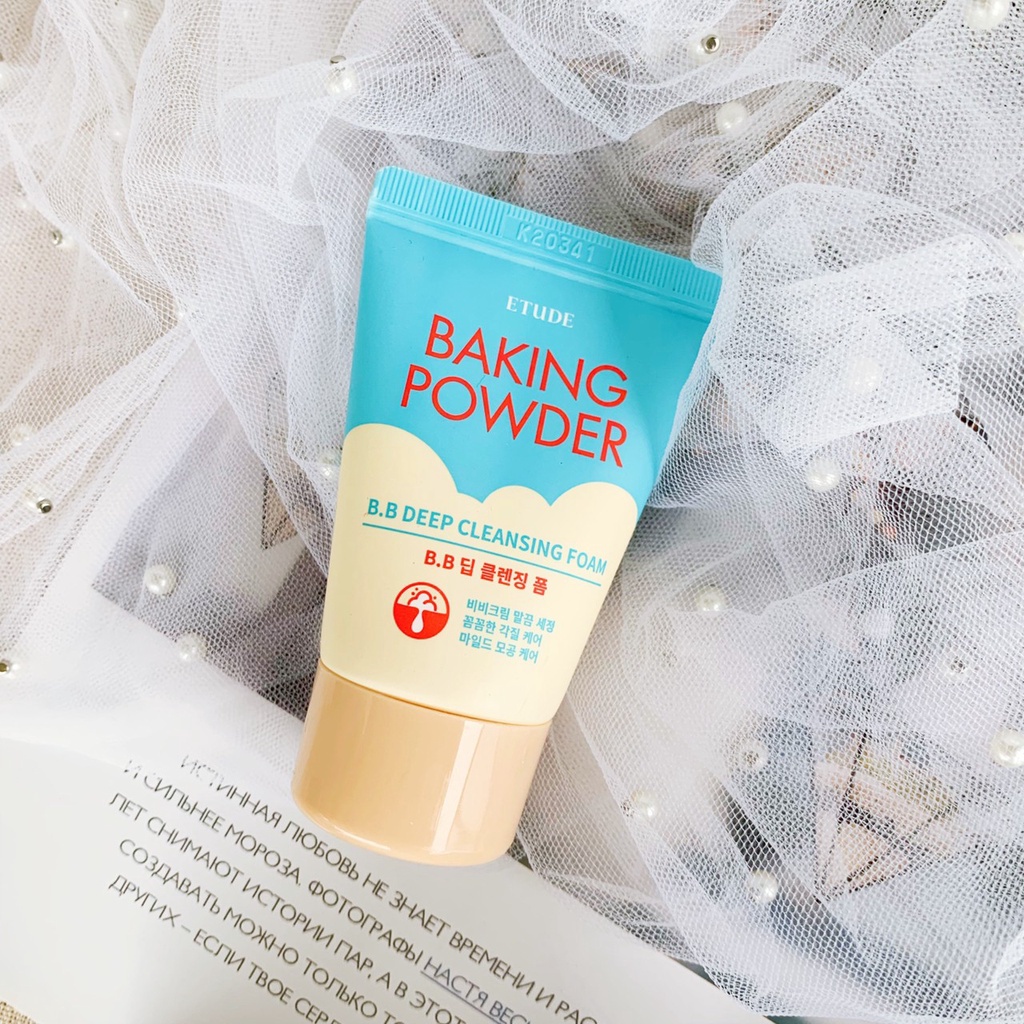 K20341
ETUDE
BAKING
POWDER
B.B DEEP CLEANSING FOAM
B.B 딥 클렌징 폼
비비크림 말끔 세정
꼼꼼한 각질 케어
마일드 모공 케어
ИСТИННАЯ ЛЮБОВЬ НЕ ЗНАЕТ ВРЕМЕНИ И РАС
И СИЛЬНЕЕ МОРОЗА. ФОТОГРАФЫ НАСТЯ ВЕС
ЛЕТ СНИМАЮТ ИСТОРИИ ПАР, А В ЭТОТ
СОЗДАВАТЬ МОЖНО ТОЛЬКО
ДРУГИХ – ЕСЛИ ТВОЕ СЕР